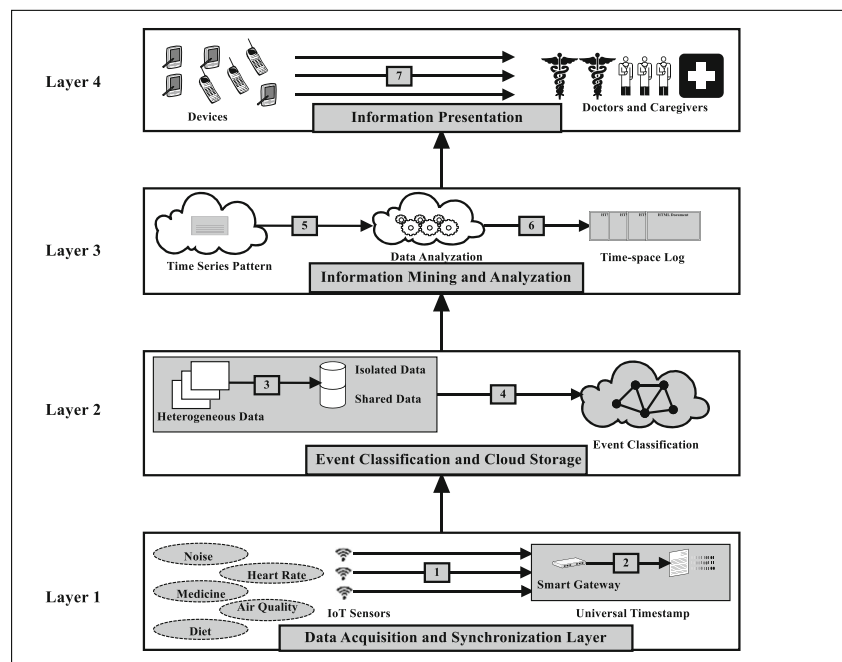 Layer 4
7
Devices
Doctors and Caregivers
Information Presentation
Layer 3
5
6
HTML Document
Time Series Pattern
Data Analyzation
Time-space Log
Information Mining and Analyzation
Layer 2
3
Isolated Data
Shared Data
4
Heterogeneous Data
Event Classification
Event Classification and Cloud Storage
Layer 1
Noise
Heart Rate
Medicine
Air Quality
Diet
1
IoT Sensors
2
Smart Gateway
Universal Timestamp
Data Acquisition and Synchronization Layer